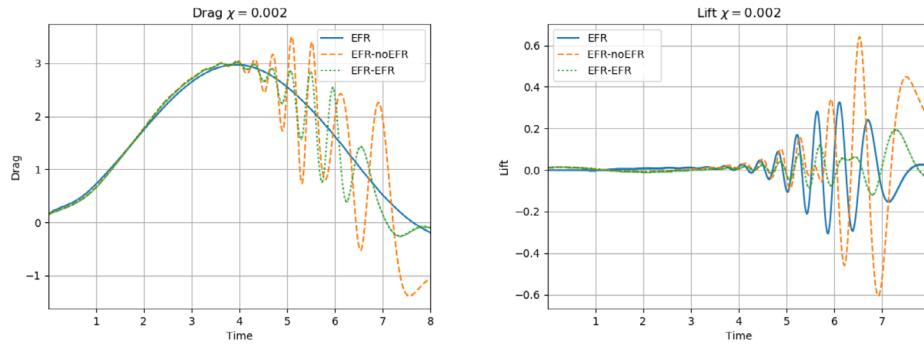 Drag χ = 0.002
EFR
EFR-noEFR
EFR-EFR
3
2
1
0
−1
Drag
1 2 3 4 5 6 7 8
Time
Lift χ = 0.002
EFR
EFR-noEFR
EFR-EFR
0.6
0.4
0.2
0.0
−0.2
−0.4
−0.6
Lift
1 2 3 4 5 6 7
Time